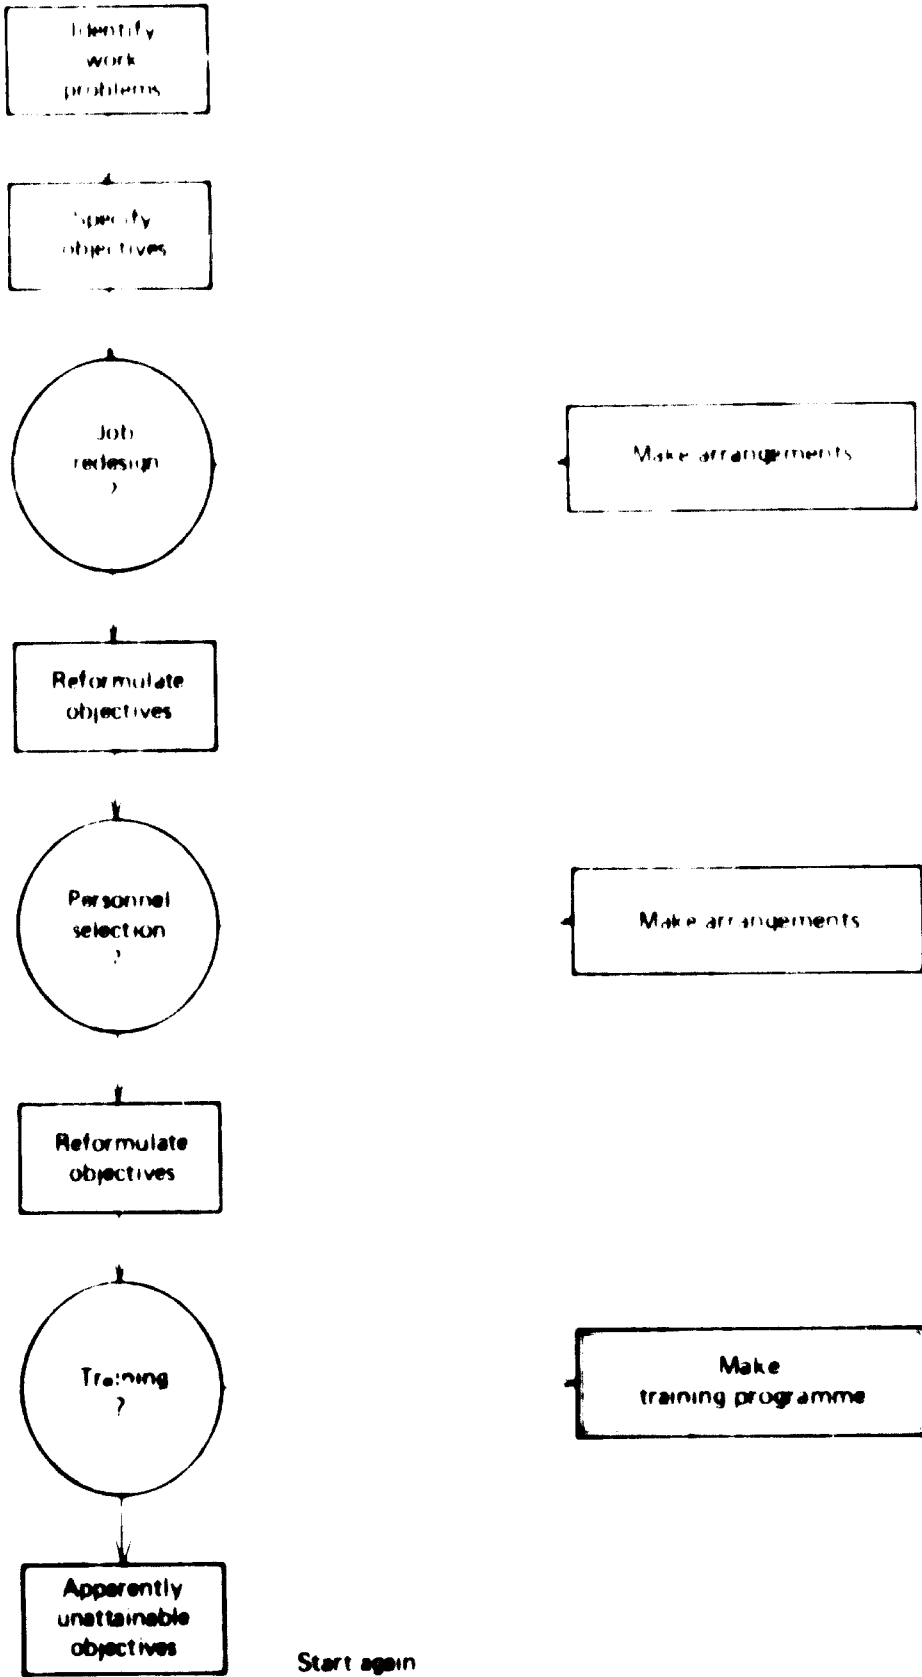 Identify
work
problems
Specify
objectives
Job
redesign
?
Make arrangements
Reformulate
objectives
Personnel
selection
?
Make arrangements
Reformulate
objectives
Training
?
Make
training programme
Apparently
unattainable
objectives
Start again